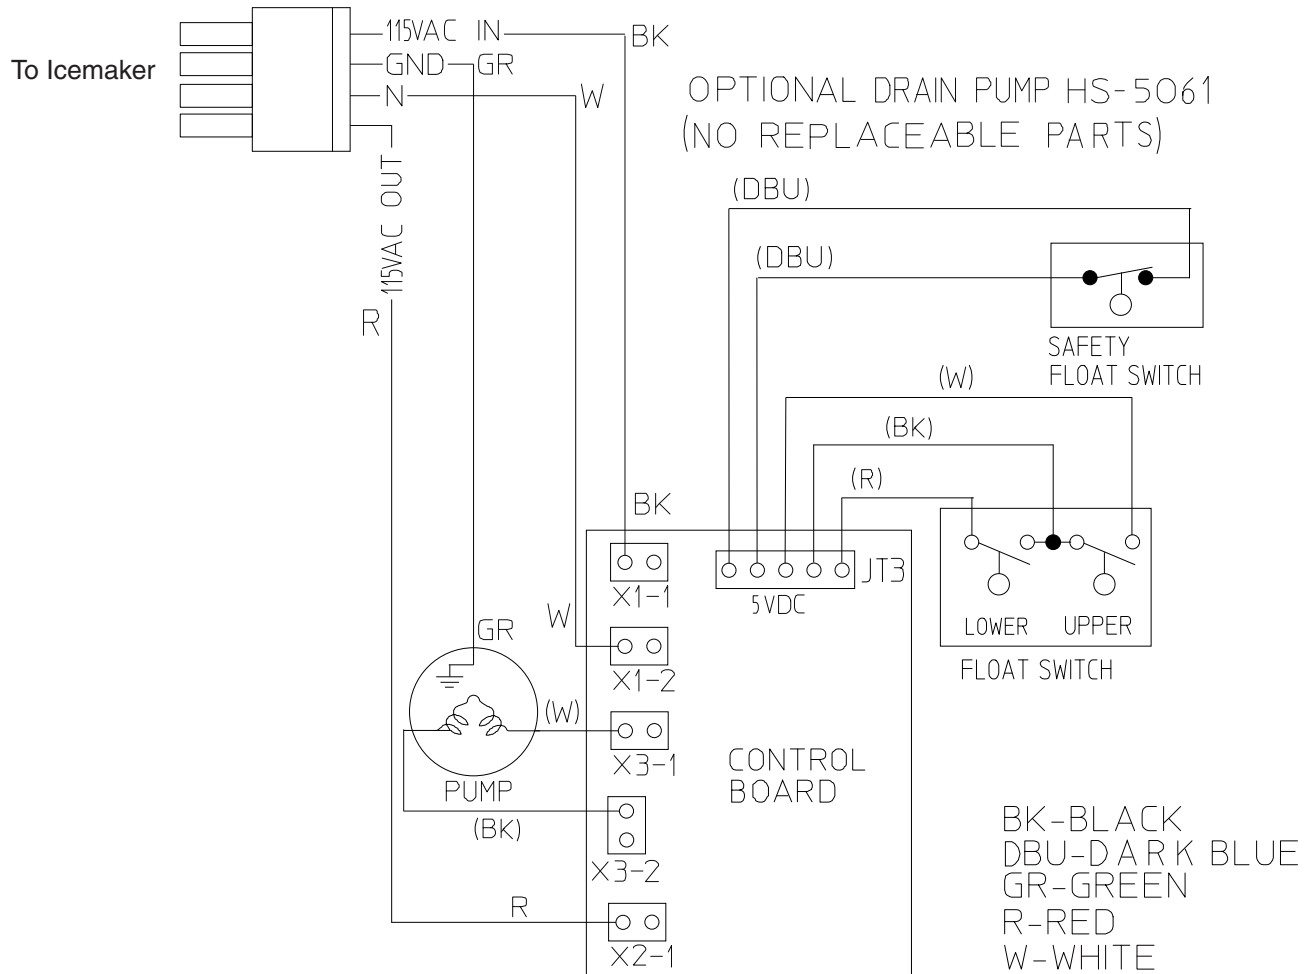 115VAC IN
BK
To Icemaker
GND
GR
N
W
OPTIONAL DRAIN PUMP HS-5061
(NO REPLACEABLE PARTS)
115VAC OUT
R
(DBU)
(DBU)
SAFETY
FLOAT SWITCH
(W)
(BK)
(R)
BK
JT3
X1-1
5VDC
W
GR
LOWER
UPPER
FLOAT SWITCH
X1-2
(W)
X3-1
PUMP
(BK)
CONTROL
BOARD
X3-2
R
X2-1
BK-BLACK
DBU-DARK BLUE
GR-GREEN
R-RED
W-WHITE